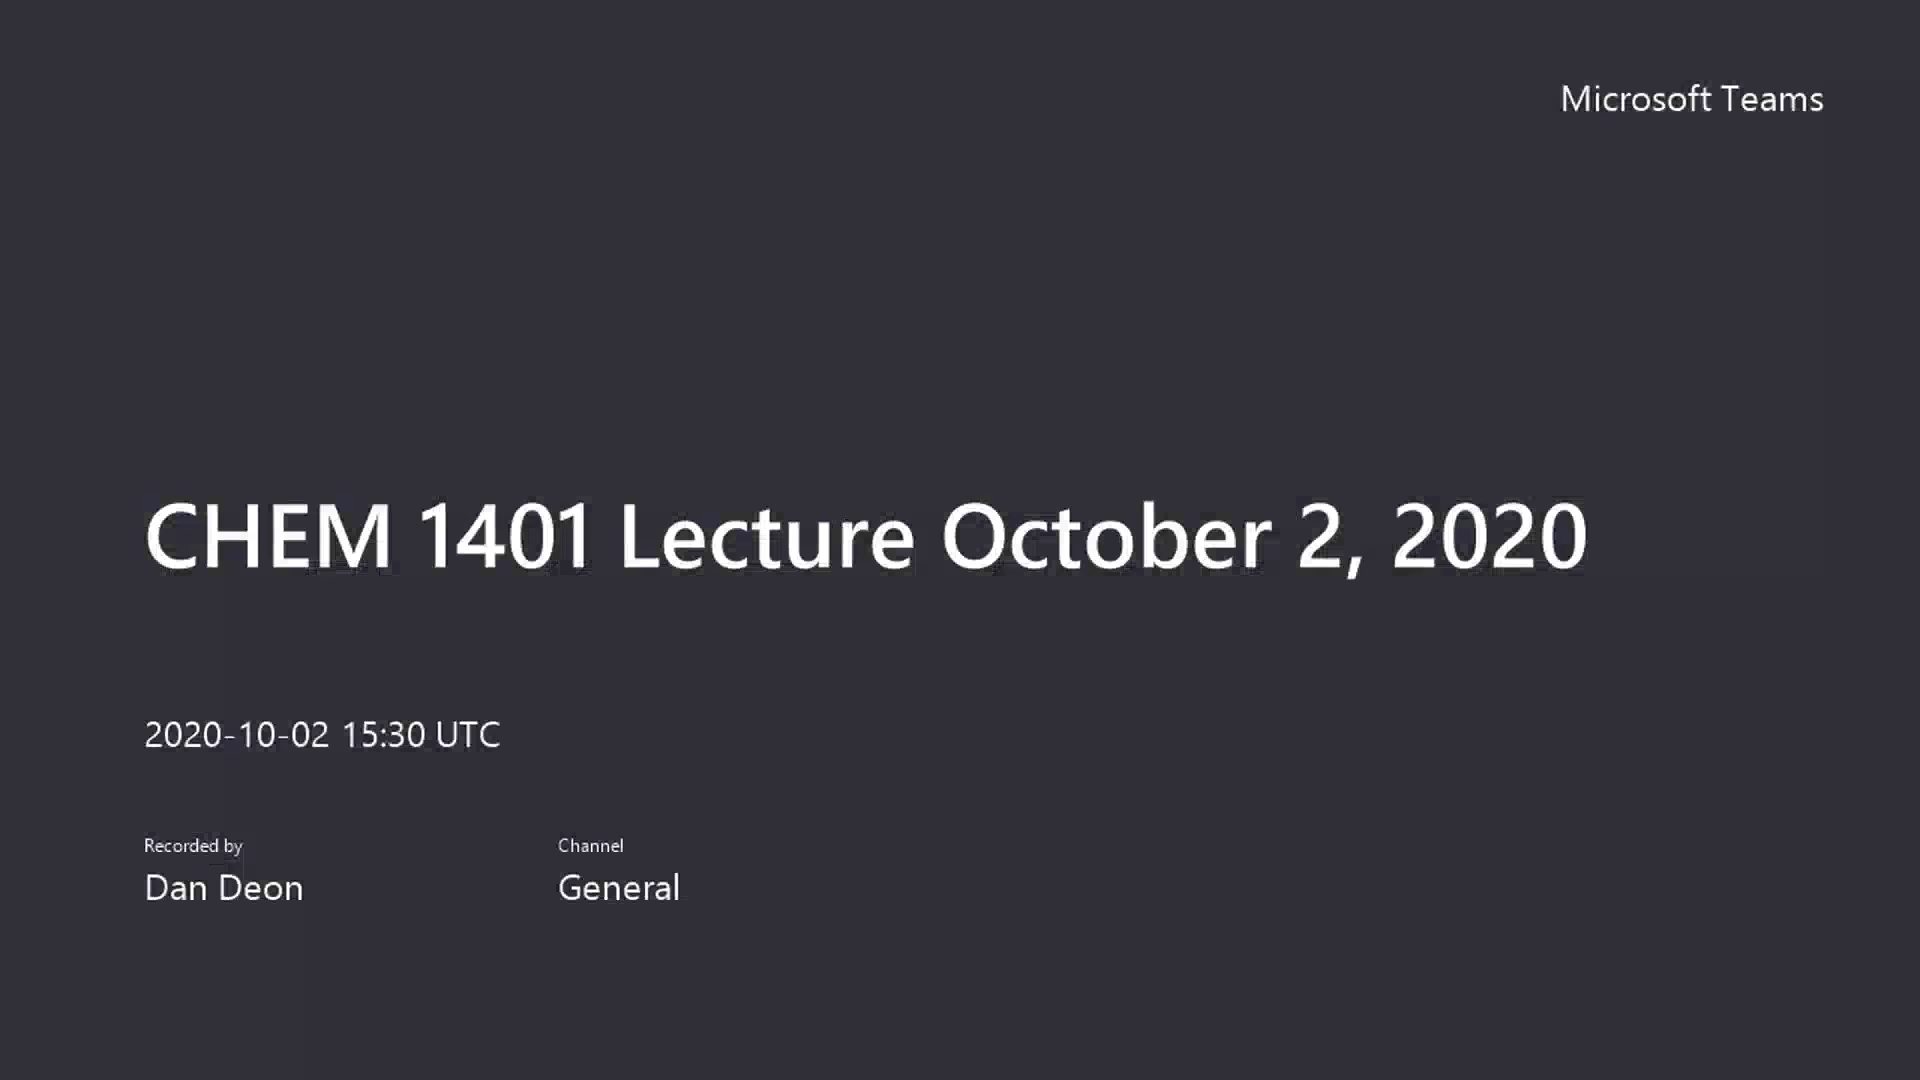 Microsoft Teams
CHEM 1401 Lecture October 2, 2020
2020-10-02 15:30 UTC
Recorded by
Dan Deon
Channel
General